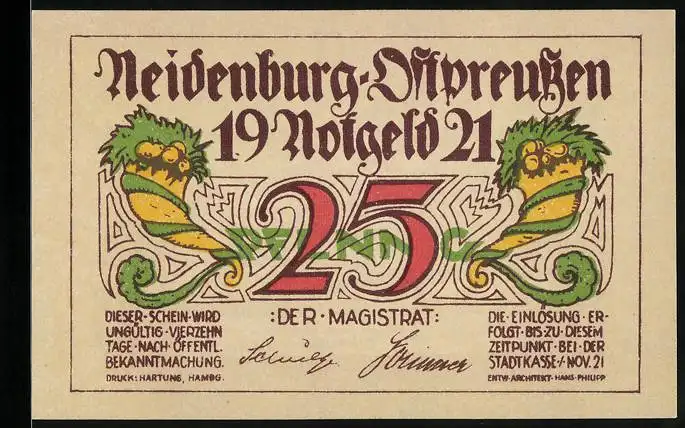 Neidenburg·Ostpreußen
19 Notgeld 21
25
PFENNIG
DIESER·SCHEIN·WIRD
UNGÜLTIG·VIERZEHN
TAGE·NACH·ÖFFENTL.
BEKANNTMACHUNG.
DRUCK: HARTUNG, HAMBG.
:DER·MAGISTRAT:
DIE·EINLÖSUNG·ER-
FOLGT·BIS·ZU·DIESEM
ZEITPUNKT·BEI·DER
STADTKASSE·/·NOV. 21
ENTW·ARCHITEKT·HANS·PHILIPP